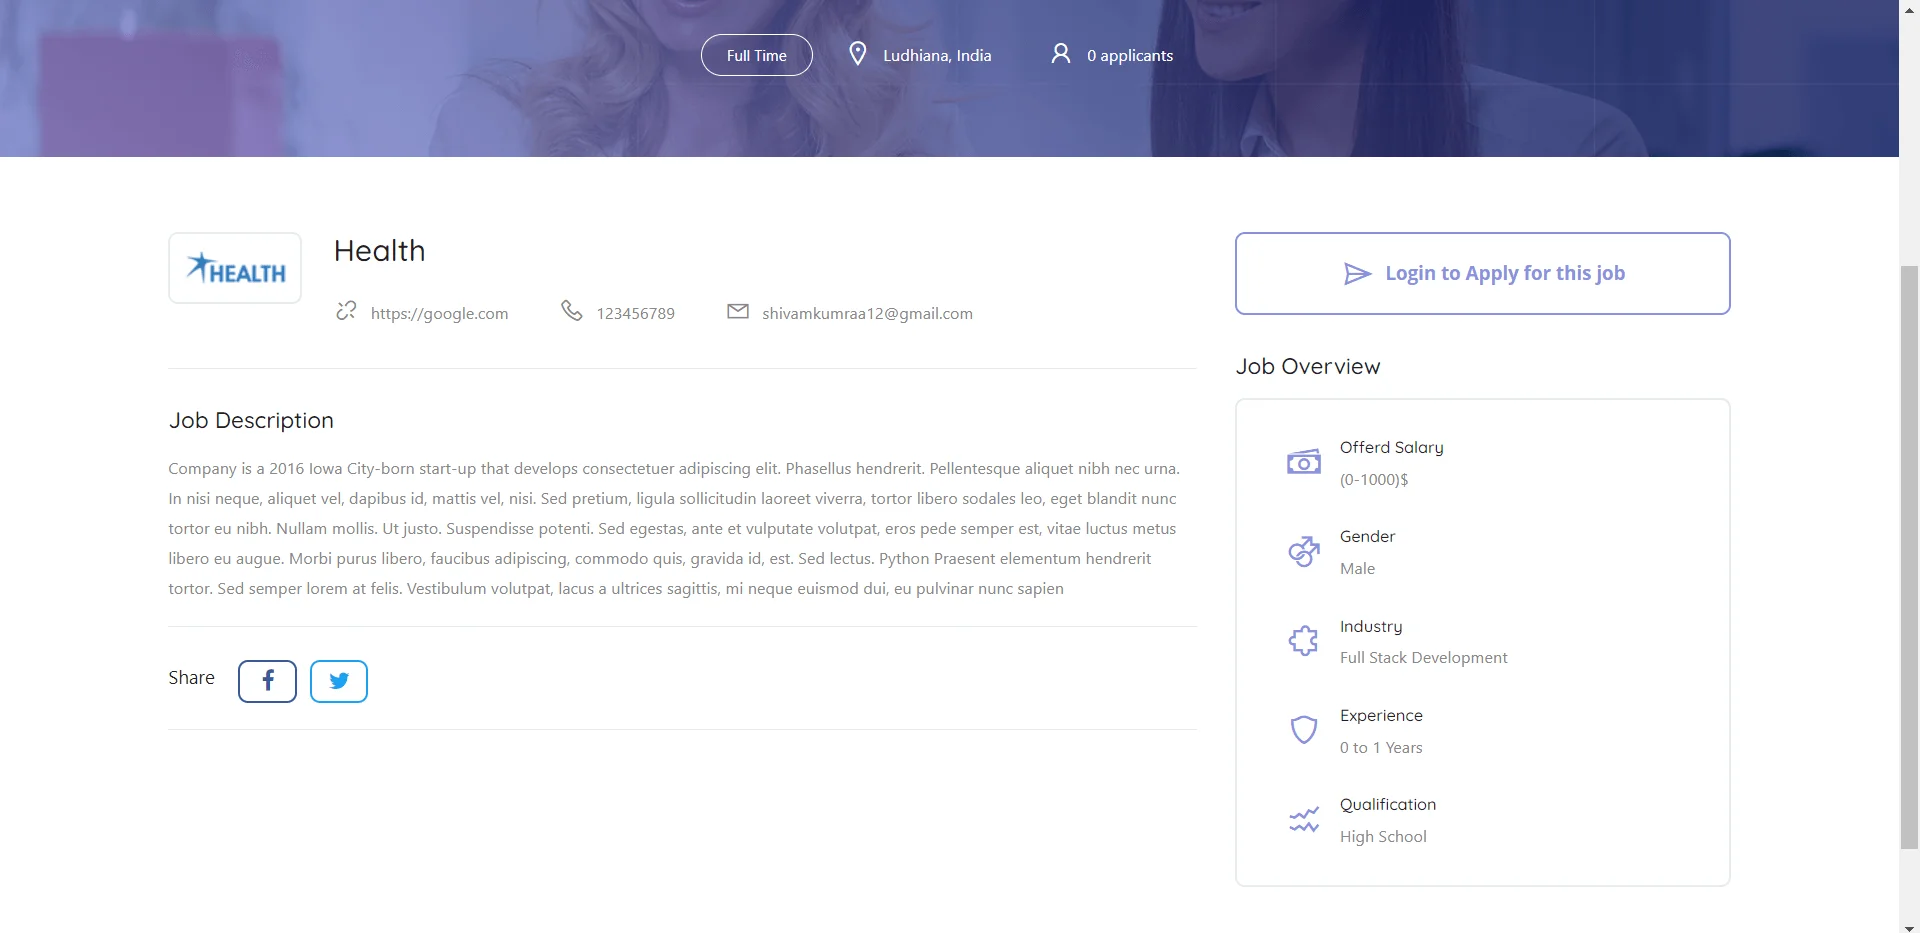 Full Time
Ludhiana, India
0 applicants
HEALTH
Health
https://google.com
123456789
shivamkumraa12@gmail.com
Login to Apply for this job
Job Description
Company is a 2016 Iowa City-born start-up that develops consectetuer adipiscing elit. Phasellus hendrerit. Pellentesque aliquet nibh nec urna.
In nisi neque, aliquet vel, dapibus id, mattis vel, nisi. Sed pretium, ligula sollicitudin laoreet viverra, tortor libero sodales leo, eget blandit nunc
tortor eu nibh. Nullam mollis. Ut justo. Suspendisse potenti. Sed egestas, ante et vulputate volutpat, eros pede semper est, vitae luctus metus
libero eu augue. Morbi purus libero, faucibus adipiscing, commodo quis, gravida id, est. Sed lectus. Python Praesent elementum hendrerit
tortor. Sed semper lorem at felis. Vestibulum volutpat, lacus a ultrices sagittis, mi neque euismod dui, eu pulvinar nunc sapien
Share
Job Overview
Offerd Salary
(0-1000)$
Gender
Male
Industry
Full Stack Development
Experience
0 to 1 Years
Qualification
High School